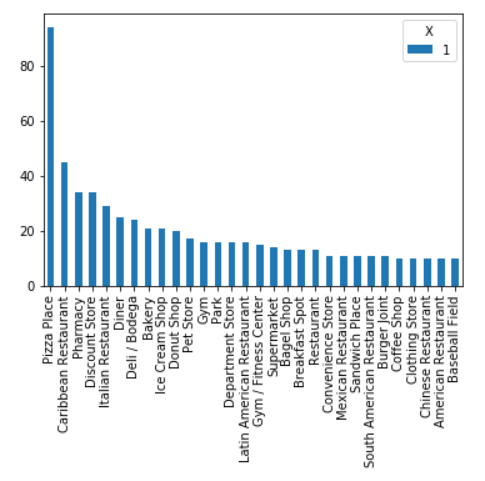 X
1
80
60
40
20
0
Pizza Place
Caribbean Restaurant
Pharmacy
Discount Store
Italian Restaurant
Diner
Deli / Bodega
Bakery
Ice Cream Shop
Donut Shop
Pet Store
Gym
Park
Department Store
Latin American Restaurant
Gym / Fitness Center
Supermarket
Bagel Shop
Breakfast Spot
Restaurant
Convenience Store
Mexican Restaurant
Sandwich Place
South American Restaurant
Burger Joint
Coffee Shop
Clothing Store
Chinese Restaurant
American Restaurant
Baseball Field